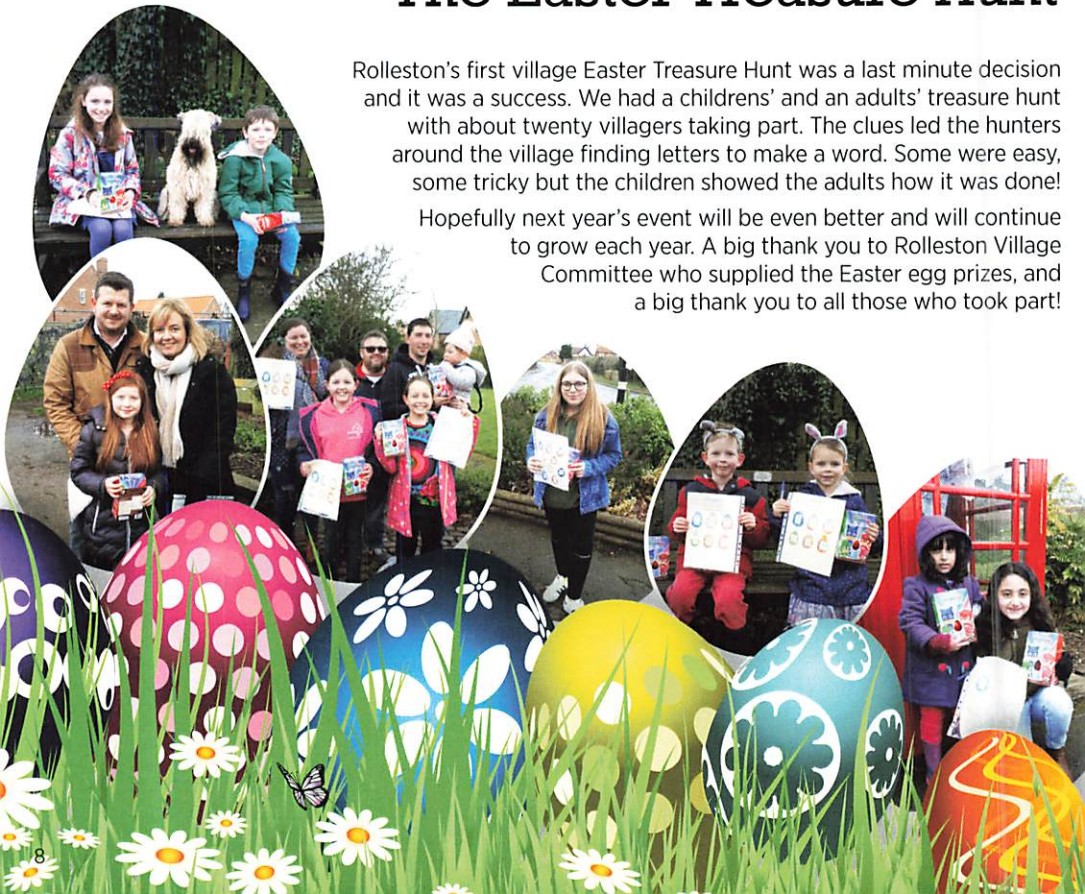 The Easter Treasure Hunt
Rolleston's first village Easter Treasure Hunt was a last minute decision
and it was a success. We had a childrens' and an adults' treasure hunt
with about twenty villagers taking part. The clues led the hunters
around the village finding letters to make a word. Some were easy,
some tricky but the children showed the adults how it was done!
Hopefully next year's event will be even better and will continue
to grow each year. A big thank you to Rolleston Village
Committee who supplied the Easter egg prizes, and
a big thank you to all those who took part!
8